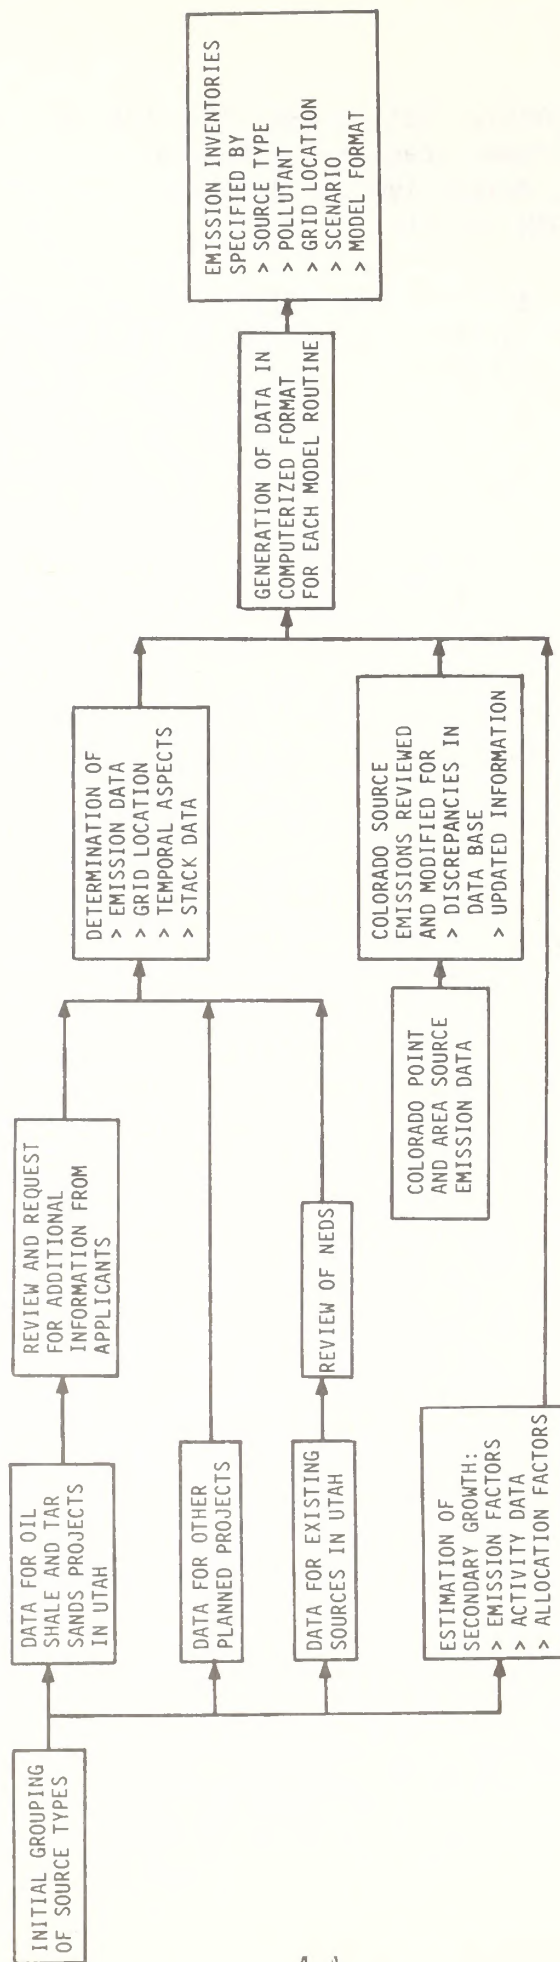 INITIAL GROUPING
OF SOURCE TYPES
DATA FOR OIL
SHALE AND TAR
SANDS PROJECTS
IN UTAH
DATA FOR OTHER
PLANNED PROJECTS
DATA FOR EXISTING
SOURCES IN UTAH
ESTIMATION OF
SECONDARY GROWTH:
> EMISSION FACTORS
> ACTIVITY DATA
> ALLOCATION FACTORS
REVIEW AND REQUEST
FOR ADDITIONAL
INFORMATION FROM
APPLICANTS
REVIEW OF NEDS
COLORADO POINT
AND AREA SOURCE
EMISSION DATA
DETERMINATION OF
> EMISSION DATA
> GRID LOCATION
> TEMPORAL ASPECTS
> STACK DATA
COLORADO SOURCE
EMISSIONS REVIEWED
AND MODIFIED FOR
> DISCREPANCIES IN
DATA BASE
> UPDATED INFORMATION
GENERATION OF DATA IN
COMPUTERIZED FORMAT
FOR EACH MODEL ROUTINE
EMISSION INVENTORIES
SPECIFIED BY
> SOURCE TYPE
> POLLUTANT
> GRID LOCATION
> SCENARIO
> MODEL FORMAT